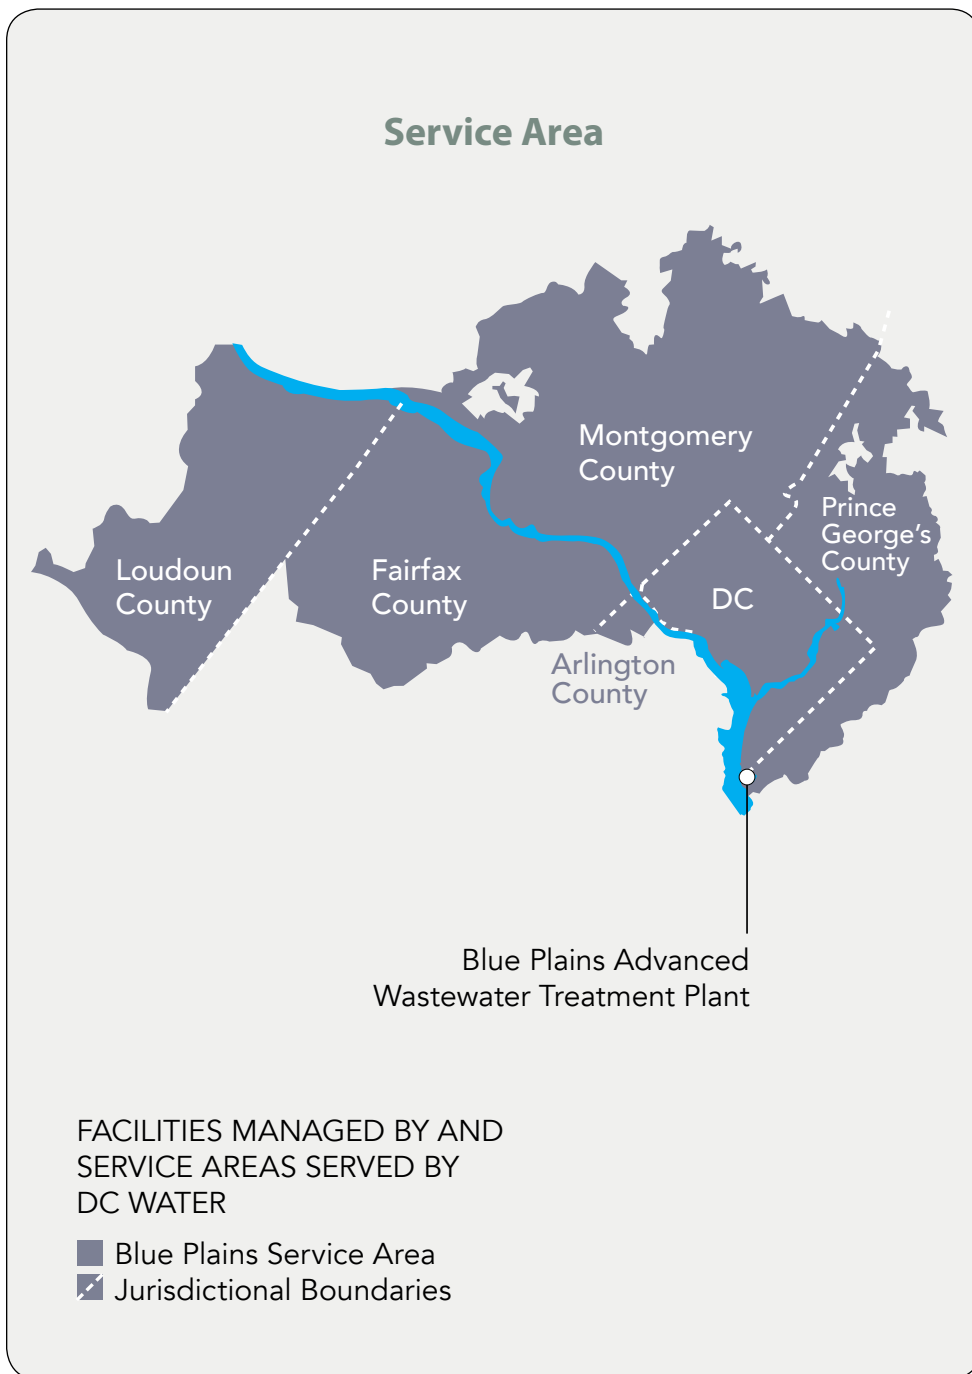 Service Area
Montgomery
County
Prince
George's
County
Loudoun
County
Fairfax
County
DC
Arlington
County
Blue Plains Advanced
Wastewater Treatment Plant
FACILITIES MANAGED BY AND
SERVICE AREAS SERVED BY
DC WATER
Blue Plains Service Area
Jurisdictional Boundaries